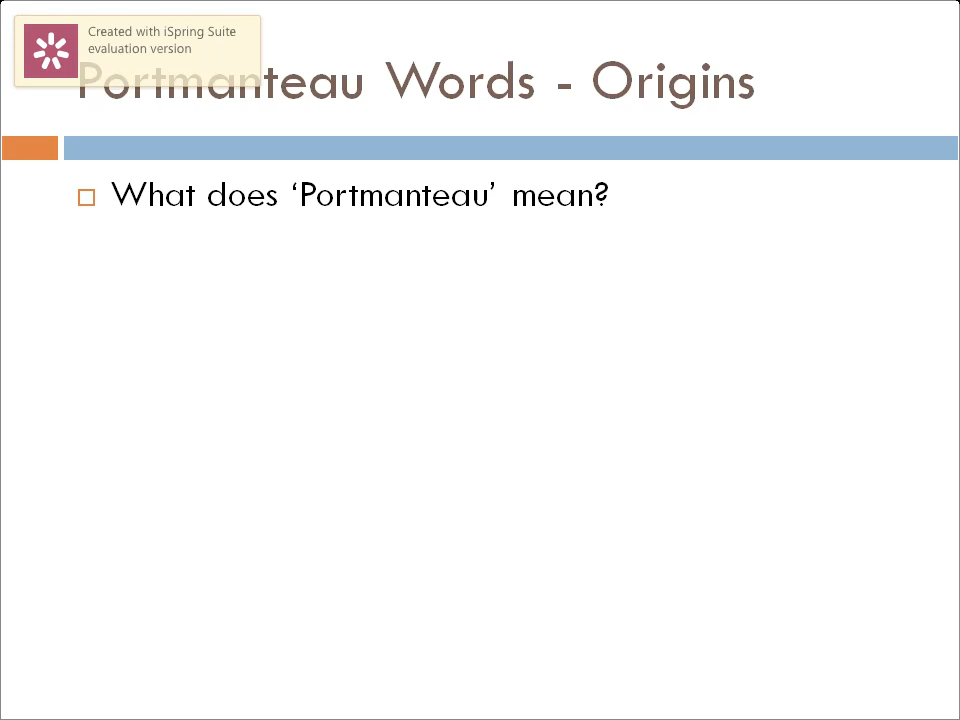 Created with iSpring Suite
evaluation version
Portmanteau Words - Origins
What does ‘Portmanteau’ mean?